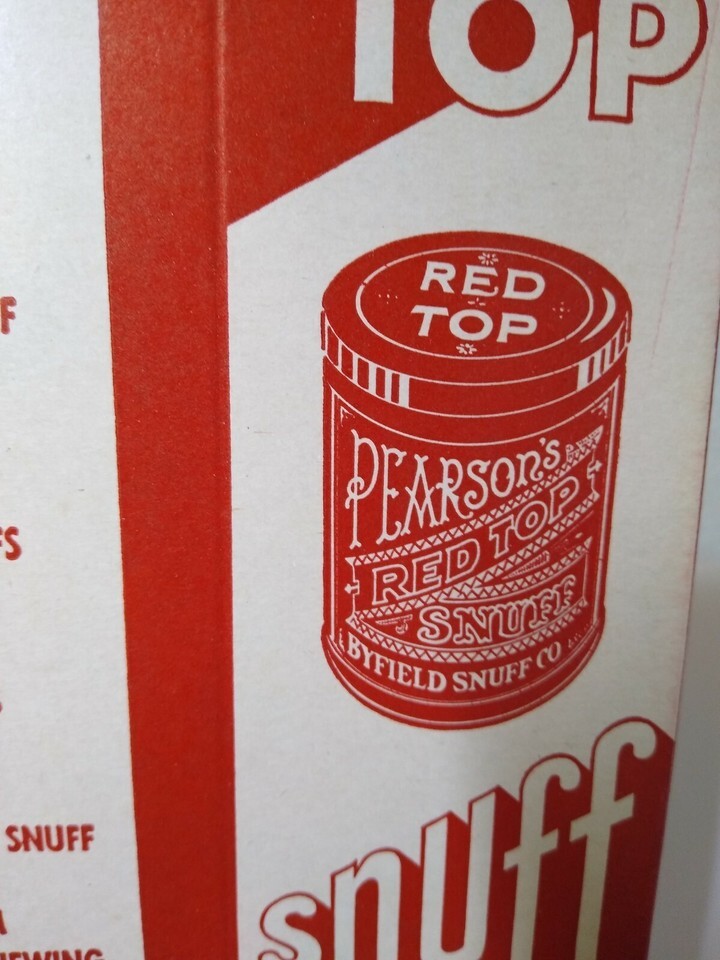 TOP
RED
TOP
PEARSON'S
RED TOP
SNUFF
BYFIELD SNUFF CO
snuff
F
FS
SNUFF